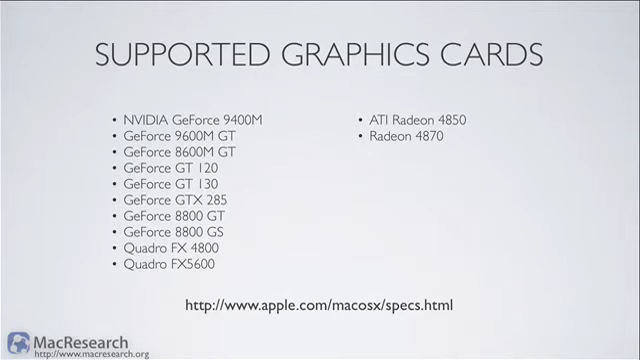 SUPPORTED GRAPHICS CARDS
• NVIDIA GeForce 9400M
• GeForce 9600M GT
• GeForce 8600M GT
• GeForce GT 120
• GeForce GT 130
• GeForce GTX 285
• GeForce 8800 GT
• GeForce 8800 GS
• Quadro FX 4800
• Quadro FX5600
• ATI Radeon 4850
• Radeon 4870
http://www.apple.com/macosx/specs.html
MacResearch
http://www.macresearch.org